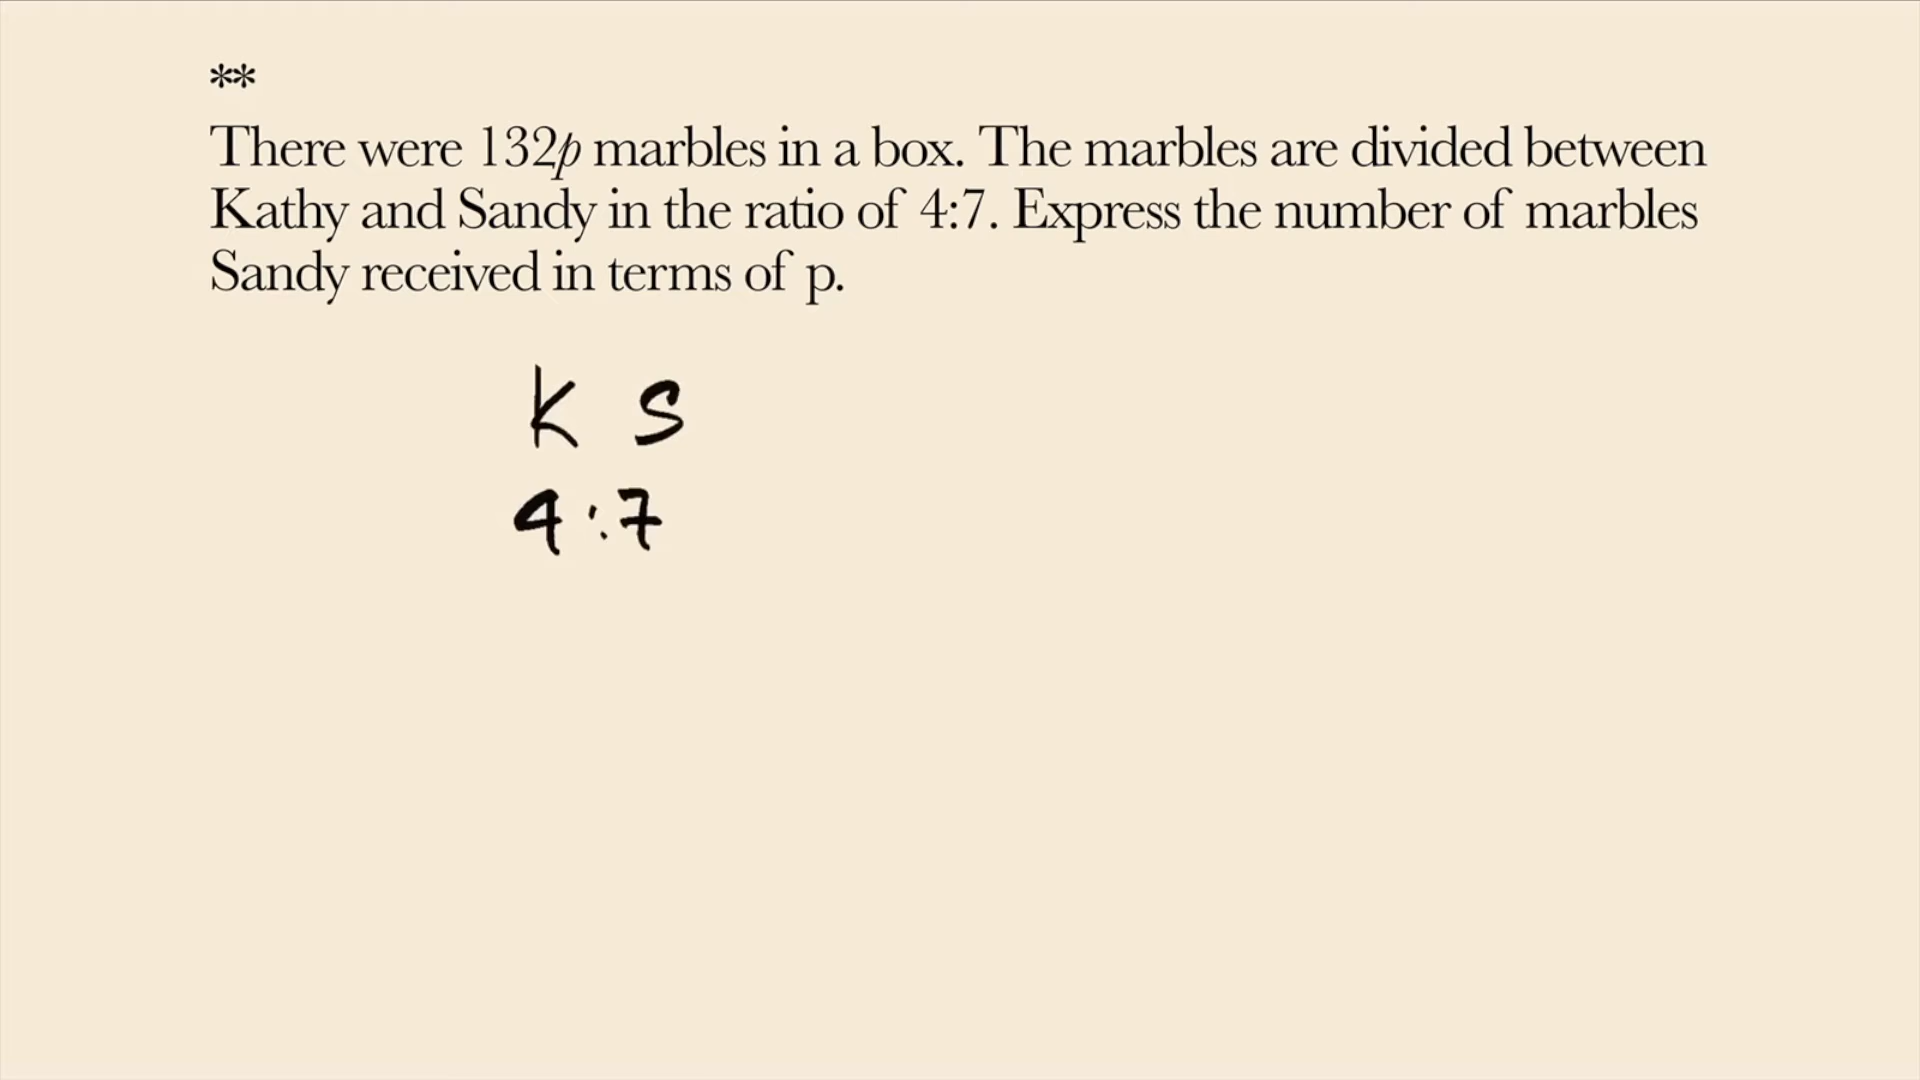 **
There were 132p marbles in a box. The marbles are divided between
Kathy and Sandy in the ratio of 4:7. Express the number of marbles
Sandy received in terms of p.
K S
4:7